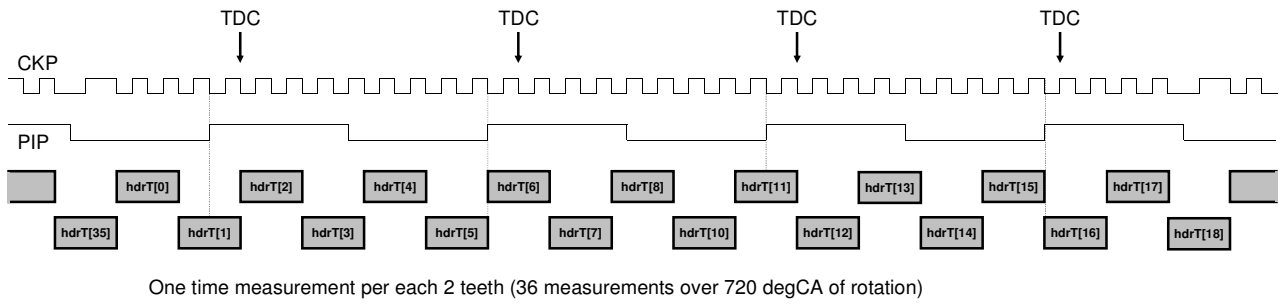 TDC TDC TDC TDC
CKP
PIP
hdrT[0] hdrT[2] hdrT[4] hdrT[6] hdrT[8] hdrT[11] hdrT[13] hdrT[15] hdrT[17]
hdrT[35] hdrT[1] hdrT[3] hdrT[5] hdrT[7] hdrT[10] hdrT[12] hdrT[14] hdrT[16] hdrT[18]
One time measurement per each 2 teeth (36 measurements over 720 degCA of rotation)